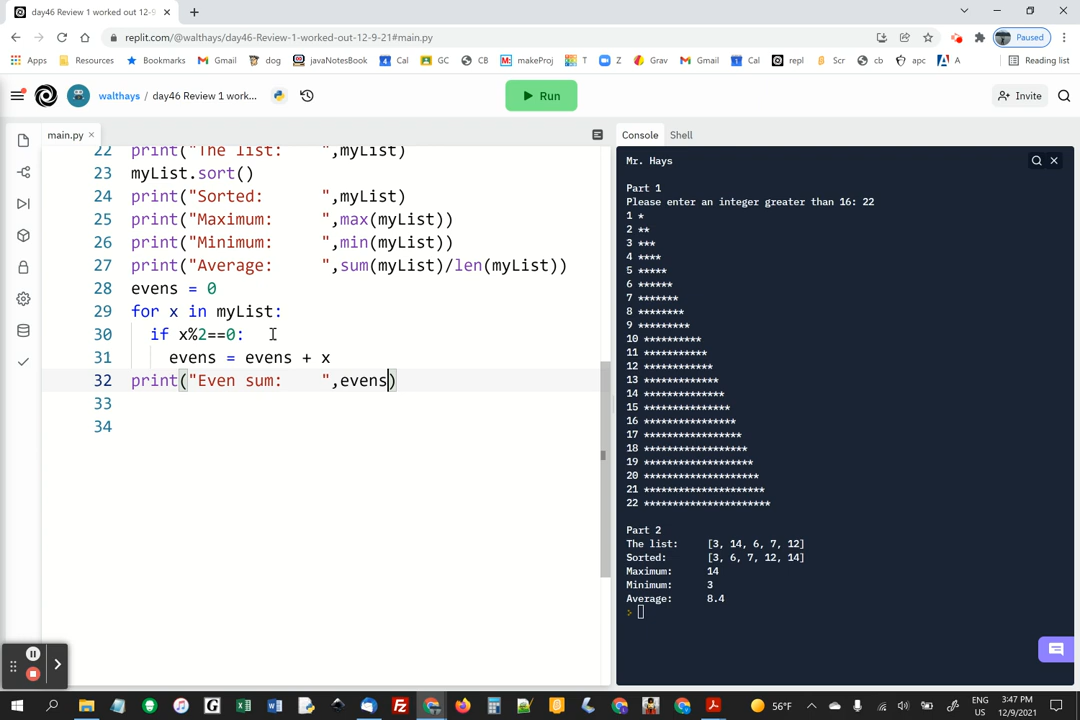 day46 Review 1 worked out 12-9-
replit.com/@walthays/day46-Review-1-worked-out-12-9-21#main.py
Paused
Apps
Resources
Bookmarks
Gmail
dog
javaNotebook
Cal
GC
CB
makeProj
T
Z
Grav
Gmail
Cal
repl
Scr
cb
apc
A
Reading list
walthays / day46 Review 1 work...
Run
Invite
main.py
22 print("The list:     ",myList)
23 myList.sort()
24 print("Sorted:      ",myList)
25 print("Maximum:     ",max(myList))
26 print("Minimum:     ",min(myList))
27 print("Average:     ",sum(myList)/len(myList))
28 evens = 0
29 for x in myList:
30   if x%2==0:
31     evens = evens + x
32 print("Even sum:    ",evens)
33
34
Console
Shell
Mr. Hays
Part 1
Please enter an integer greater than 16: 22
1 *
2 **
3 ***
4 ****
5 *****
6 ******
7 *******
8 ********
9 *********
10 **********
11 ***********
12 ************
13 *************
14 **************
15 ***************
16 ****************
17 *****************
18 ******************
19 *******************
20 ********************
21 *********************
22 **********************
Part 2
The list:     [3, 14, 6, 7, 12]
Sorted:       [3, 6, 7, 12, 14]
Maximum:      14
Minimum:      3
Average:      8.4
>
56°F
ENG
US
3:47 PM
12/9/2021